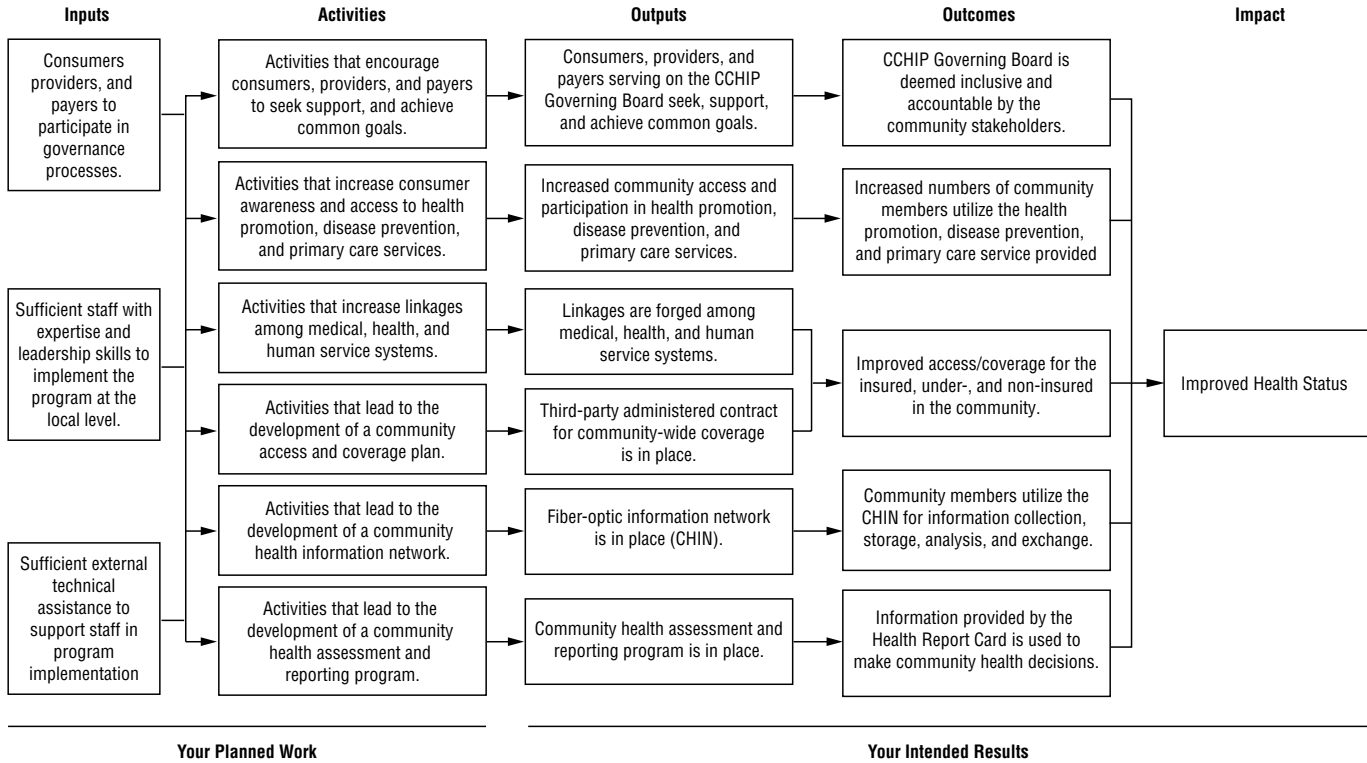 Inputs
Activities
Outputs
Outcomes
Impact
Consumers
providers, and
payers to
participate in
governance
processes.
Sufficient staff with
expertise and
leadership skills to
implement the
program at the
local level.
Sufficient external
technical
assistance to
support staff in
program
implementation
Activities that encourage
consumers, providers, and payers
to seek support, and achieve
common goals.
Activities that increase consumer
awareness and access to health
promotion, disease prevention,
and primary care services.
Activities that increase linkages
among medical, health, and
human service systems.
Activities that lead to the
development of a community
access and coverage plan.
Activities that lead to the
development of a community
health information network.
Activities that lead to the
development of a community
health assessment and
reporting program.
Consumers, providers, and
payers serving on the CCHIP
Governing Board seek, support,
and achieve common goals.
Increased community access and
participation in health promotion,
disease prevention, and
primary care services.
Linkages are forged among
medical, health, and human
service systems.
Third-party administered contract
for community-wide coverage
is in place.
Fiber-optic information network
is in place (CHIN).
Community health assessment and
reporting program is in place.
CCHIP Governing Board is
deemed inclusive and
accountable by the
community stakeholders.
Increased numbers of community
members utilize the health
promotion, disease prevention,
and primary care service provided
Improved access/coverage for the
insured, under-, and non-insured
in the community.
Community members utilize the
CHIN for information collection,
storage, analysis, and exchange.
Information provided by the
Health Report Card is used to
make community health decisions.
Improved Health Status
Your Planned Work
Your Intended Results